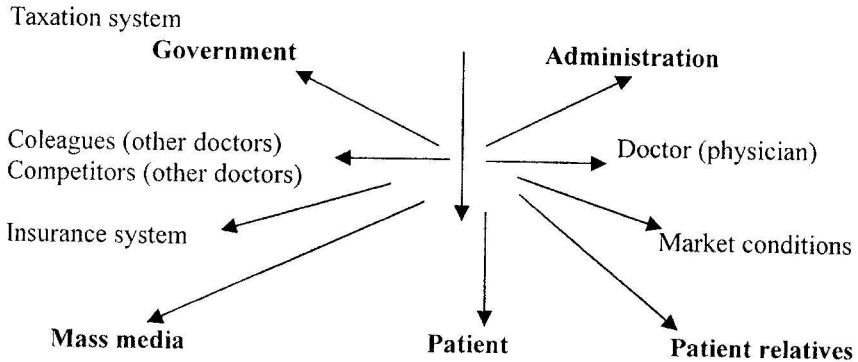 Taxation system
Government
Administration
Coleagues (other doctors)
Competitors (other doctors)
Doctor (physician)
Insurance system
Market conditions
Mass media
Patient
Patient relatives